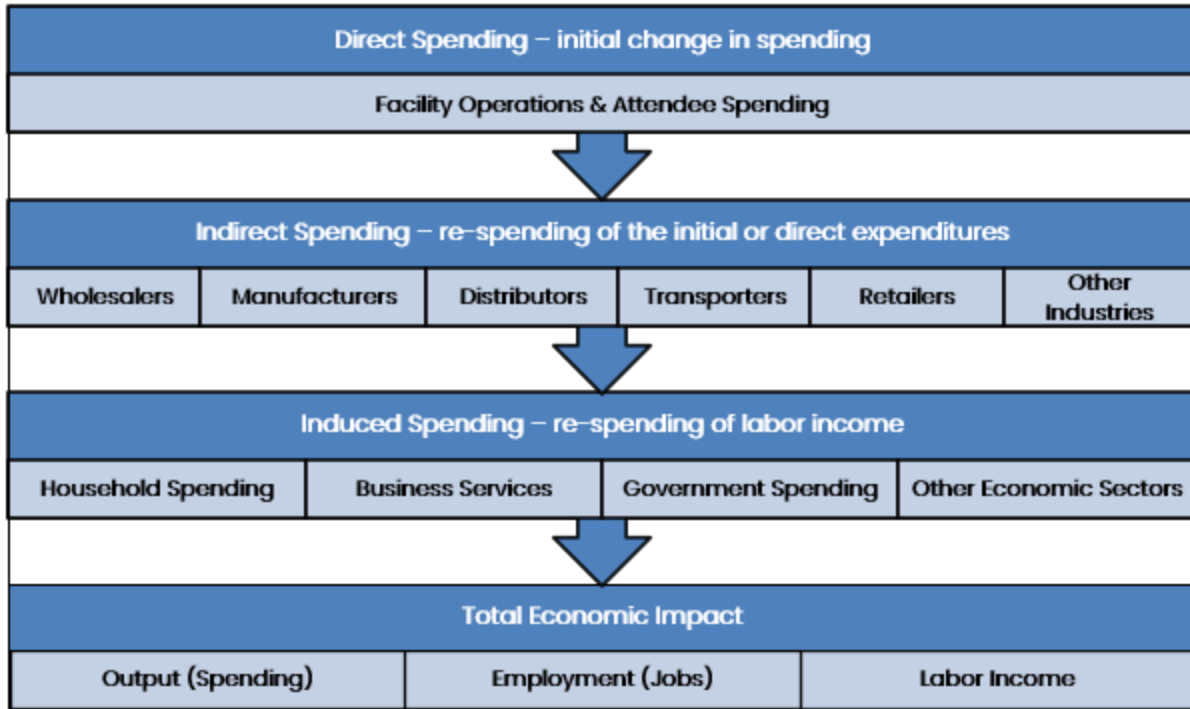 Direct Spending – initial change in spending
Facility Operations & Attendee Spending
Indirect Spending – re-spending of the initial or direct expenditures
Wholesalers
Manufacturers
Distributors
Transporters
Retailers
Other
Industries
Induced Spending – re-spending of labor income
Household Spending
Business Services
Government Spending
Other Economic Sectors
Total Economic Impact
Output (Spending)
Employment (Jobs)
Labor Income